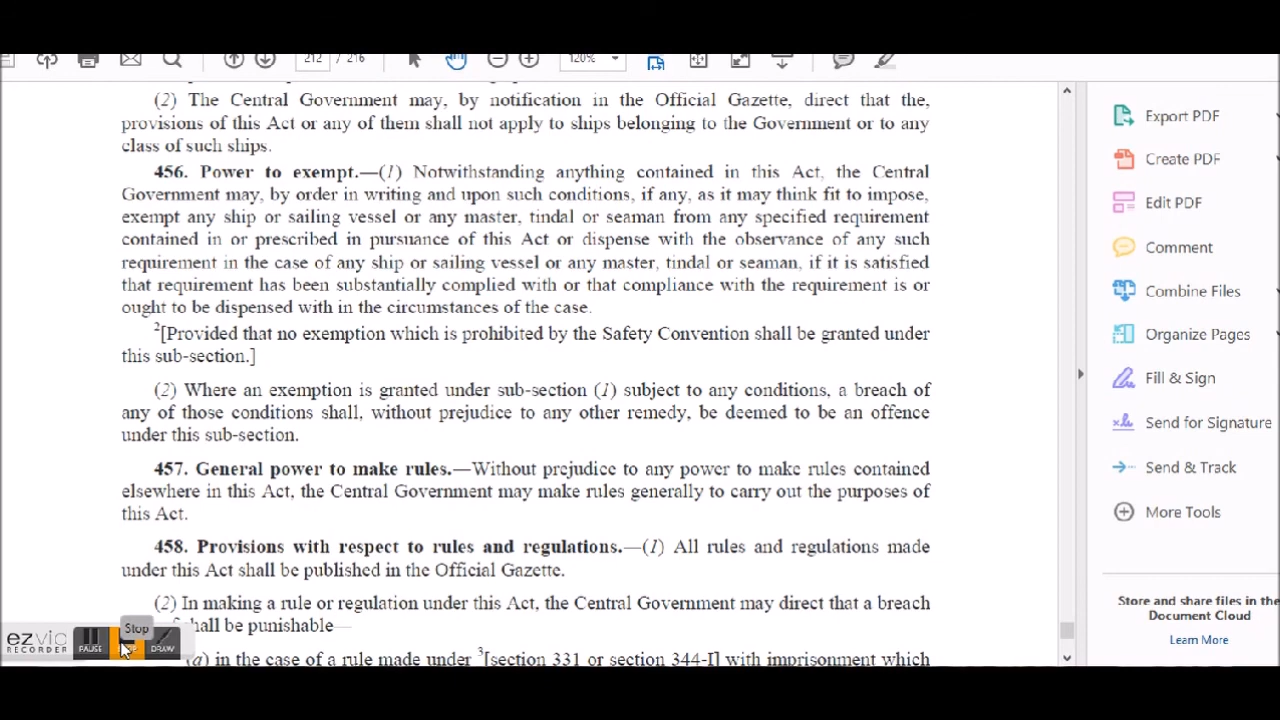 212 / 216
120%
(2) The Central Government may, by notification in the Official Gazette, direct that the,
provisions of this Act or any of them shall not apply to ships belonging to the Government or to any
class of such ships.
456. Power to exempt.—(1) Notwithstanding anything contained in this Act, the Central
Government may, by order in writing and upon such conditions, if any, as it may think fit to impose,
exempt any ship or sailing vessel or any master, tindal or seaman from any specified requirement
contained in or prescribed in pursuance of this Act or dispense with the observance of any such
requirement in the case of any ship or sailing vessel or any master, tindal or seaman, if it is satisfied
that requirement has been substantially complied with or that compliance with the requirement is or
ought to be dispensed with in the circumstances of the case.
2[Provided that no exemption which is prohibited by the Safety Convention shall be granted under
this sub-section.]
(2) Where an exemption is granted under sub-section (1) subject to any conditions, a breach of
any of those conditions shall, without prejudice to any other remedy, be deemed to be an offence
under this sub-section.
457. General power to make rules.—Without prejudice to any power to make rules contained
elsewhere in this Act, the Central Government may make rules generally to carry out the purposes of
this Act.
458. Provisions with respect to rules and regulations.—(1) All rules and regulations made
under this Act shall be published in the Official Gazette.
(2) In making a rule or regulation under this Act, the Central Government may direct that a breach
shall be punishable—
(a) in the case of a rule made under 3[section 331 or section 344-I] with imprisonment which
Export PDF
Create PDF
Edit PDF
Comment
Combine Files
Organize Pages
Fill & Sign
Send for Signature
Send & Track
More Tools
Store and share files in the
Document Cloud
Learn More
Stop
ezvid
RECORDER
PAUSE
DRAW